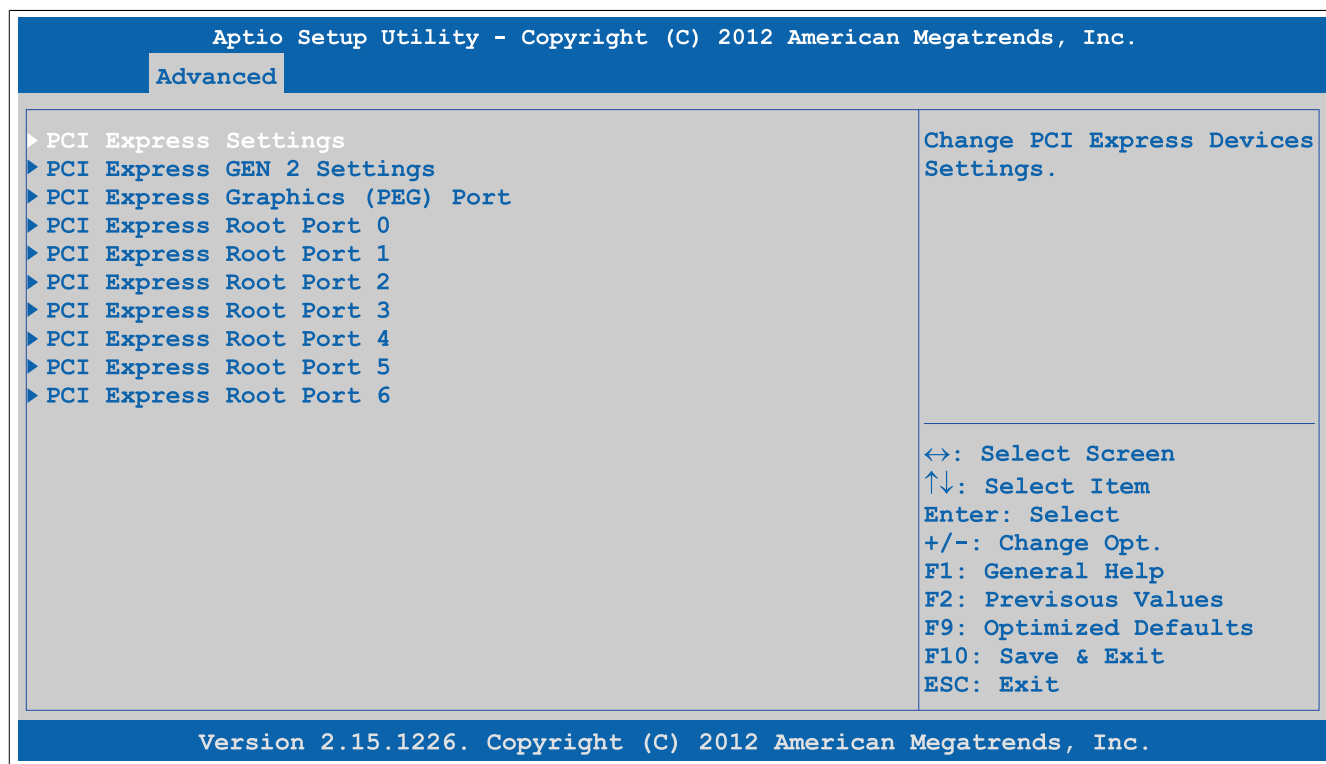 Aptio Setup Utility - Copyright (C) 2012 American Megatrends, Inc.
Advanced
PCI Express Settings
PCI Express GEN 2 Settings
PCI Express Graphics (PEG) Port
PCI Express Root Port 0
PCI Express Root Port 1
PCI Express Root Port 2
PCI Express Root Port 3
PCI Express Root Port 4
PCI Express Root Port 5
PCI Express Root Port 6
Change PCI Express Devices
Settings.
↔: Select Screen
↑↓: Select Item
Enter: Select
+/-: Change Opt.
F1: General Help
F2: Previsous Values
F9: Optimized Defaults
F10: Save & Exit
ESC: Exit
Version 2.15.1226. Copyright (C) 2012 American Megatrends, Inc.